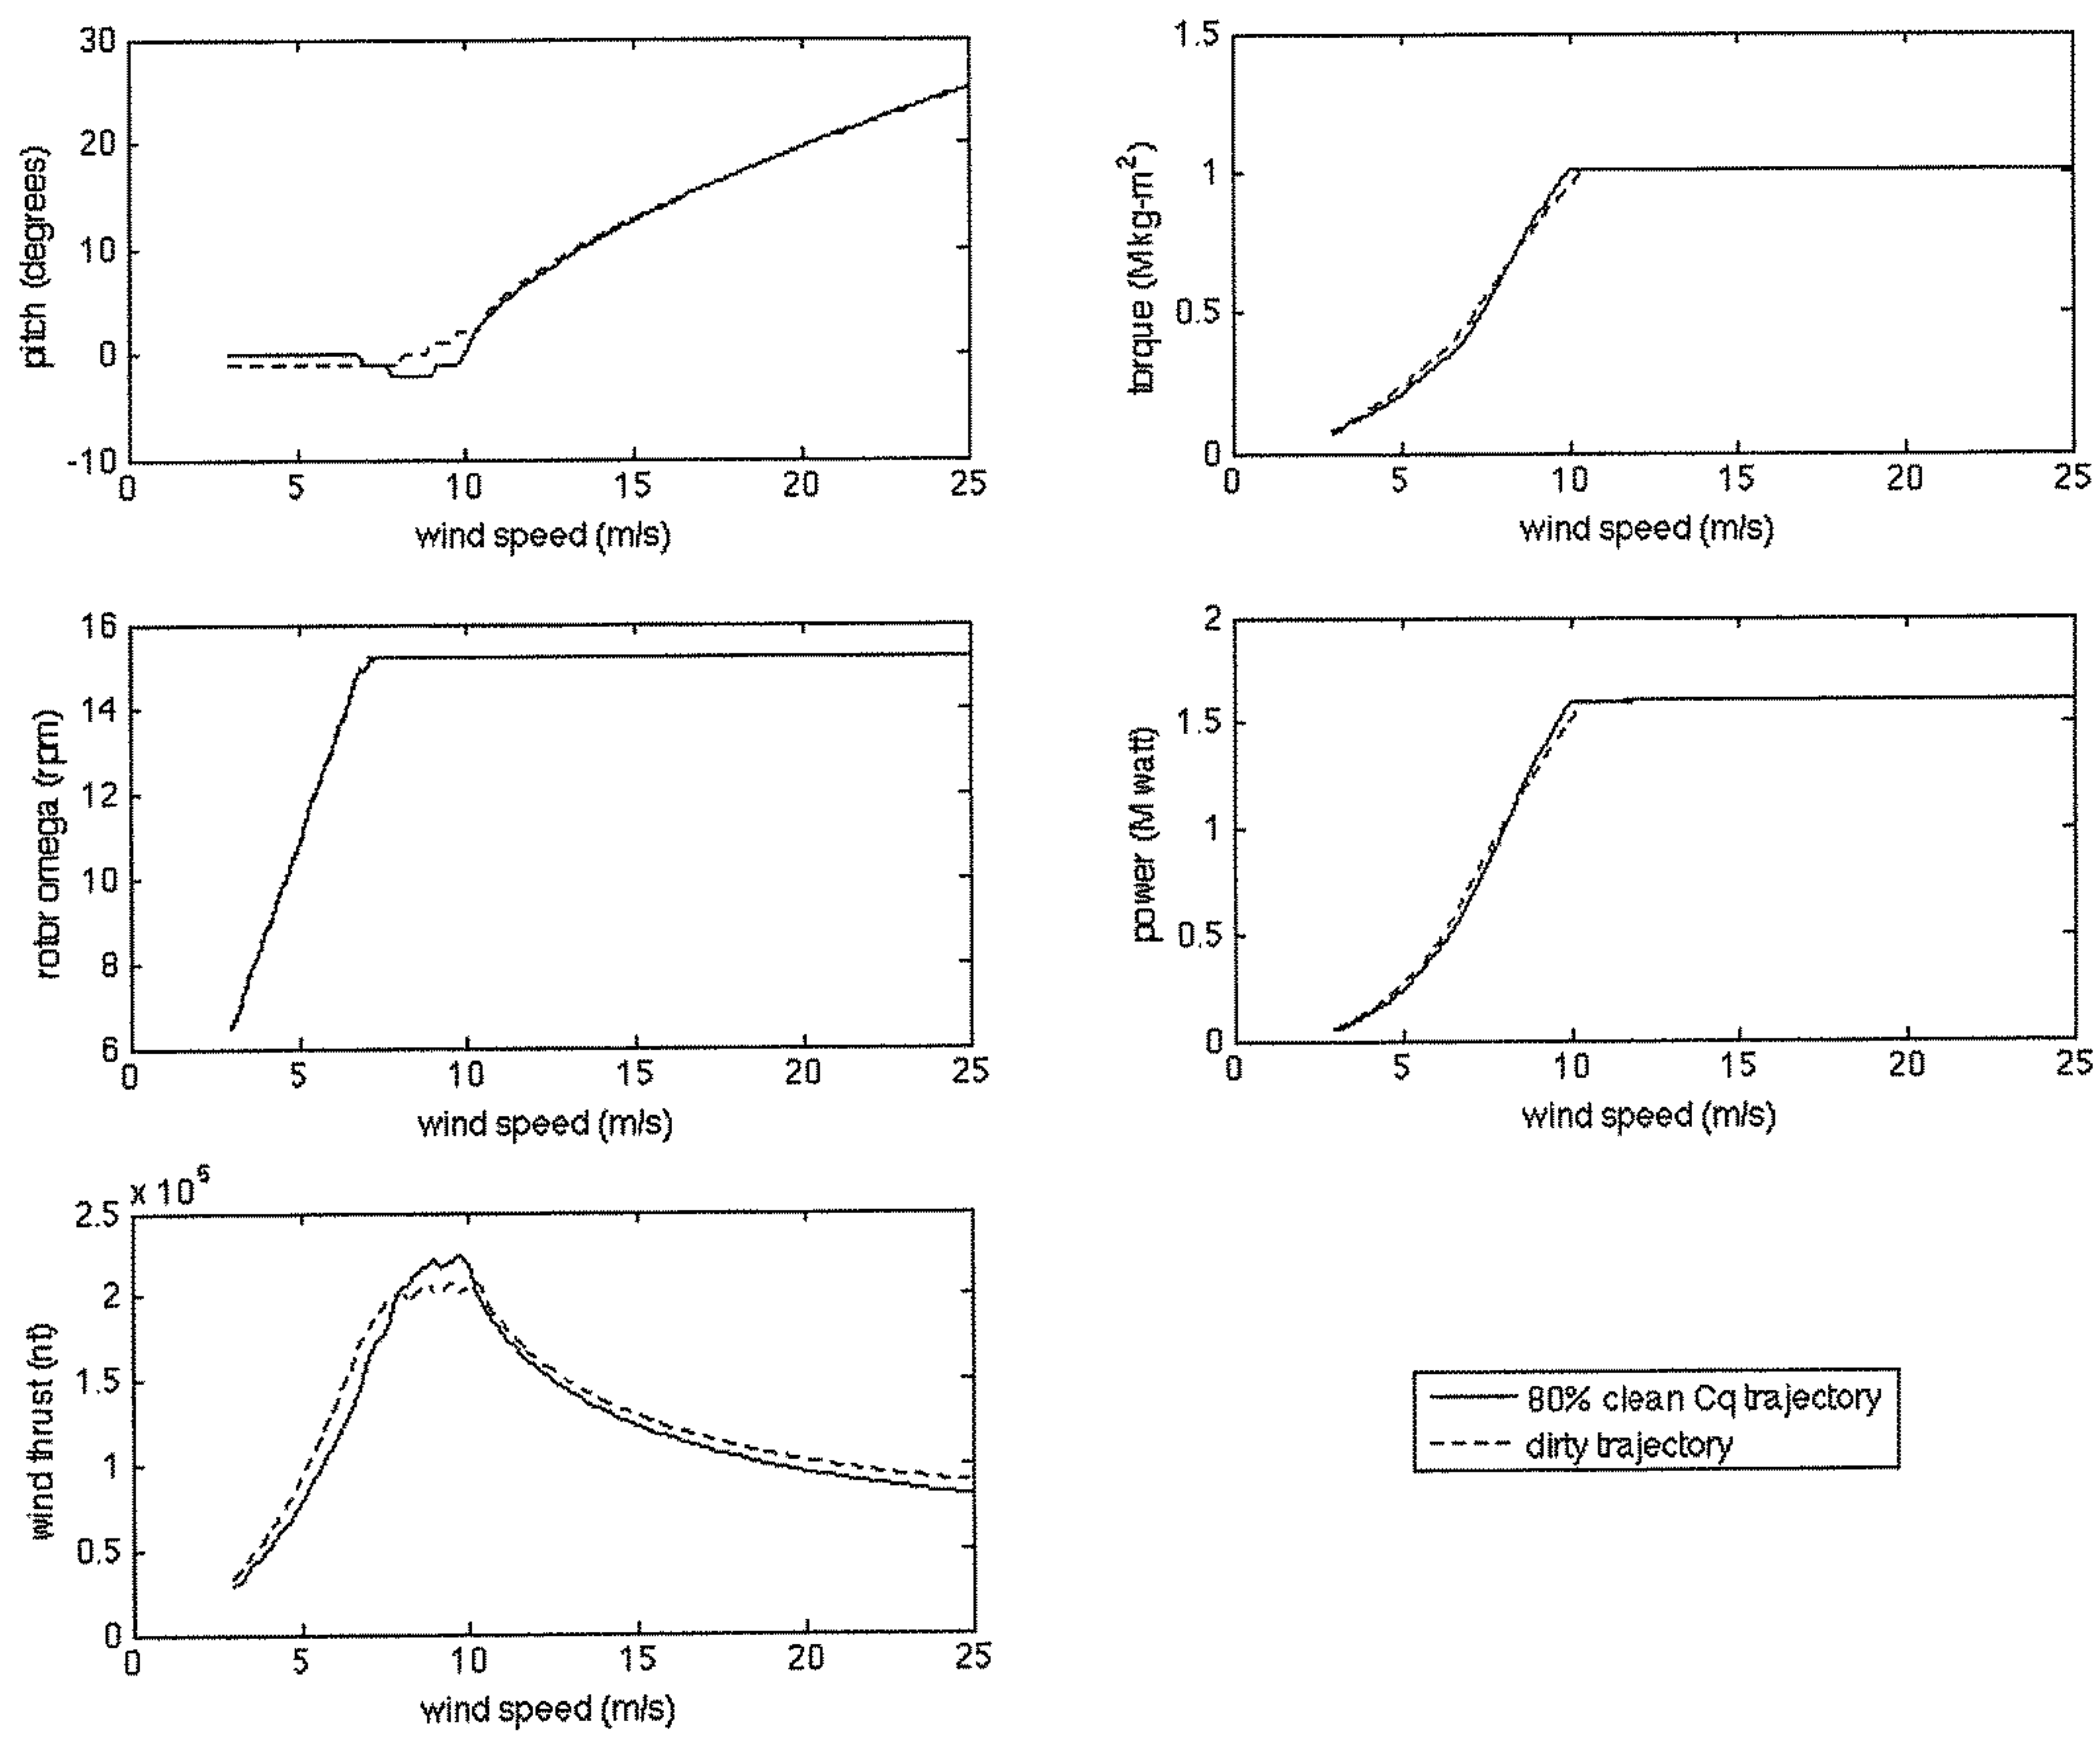 30
20
10
0
-10
pitch (degrees)
0 5 10 15 20 25
wind speed (m/s)
1.5
1
0.5
0
torque (Mkg-m²)
0 5 10 15 20 25
wind speed (m/s)
16
14
12
10
8
6
rotor omega (rpm)
0 5 10 15 20 25
wind speed (m/s)
2
1.5
1
0.5
0
power (M watt)
0 5 10 15 20 25
wind speed (m/s)
x 10⁵
2.5
2
1.5
1
0.5
0
wind thrust (nt)
0 5 10 15 20 25
wind speed (m/s)
80% clean Cq trajectory
dirty trajectory